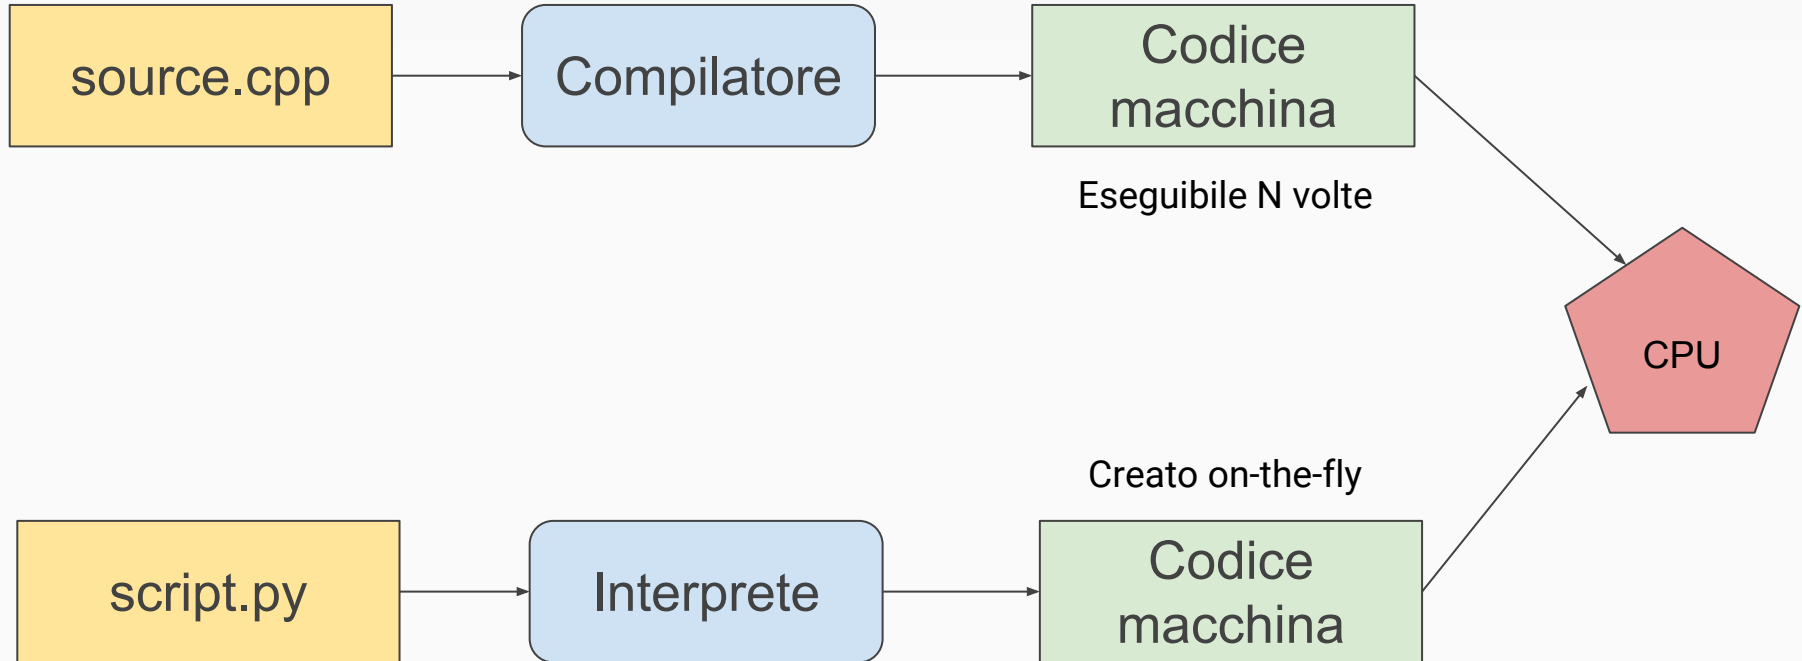 source.cpp
Compilatore
Codice
macchina
Eseguibile N volte
CPU
Creato on-the-fly
script.py
Interprete
Codice
macchina